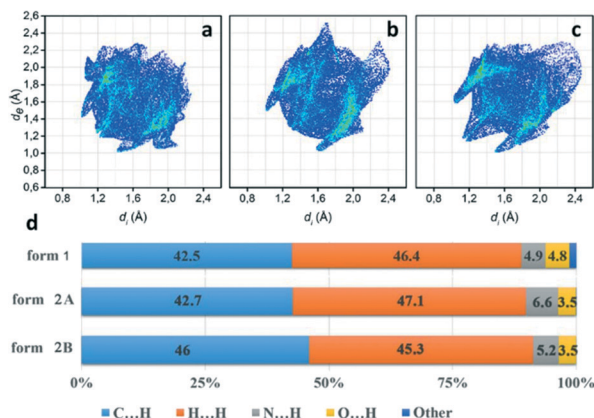 a
b
c
2,6
2,4
2,2
2,0
1,8
1,6
1,4
1,2
1,0
0,8
0,6
de (Å)
0,8 1,2 1,6 2,0 2,4
0,8 1,2 1,6 2,0 2,4
0,8 1,2 1,6 2,0 2,4
di (Å)
di (Å)
di (Å)
d
form 1 42.5 46.4 4.9 4.8
form 2A 42.7 47.1 6.6 3.5
form 2B 46 45.3 5.2 3.5
0% 25% 50% 75% 100%
C...H H...H N...H O...H Other